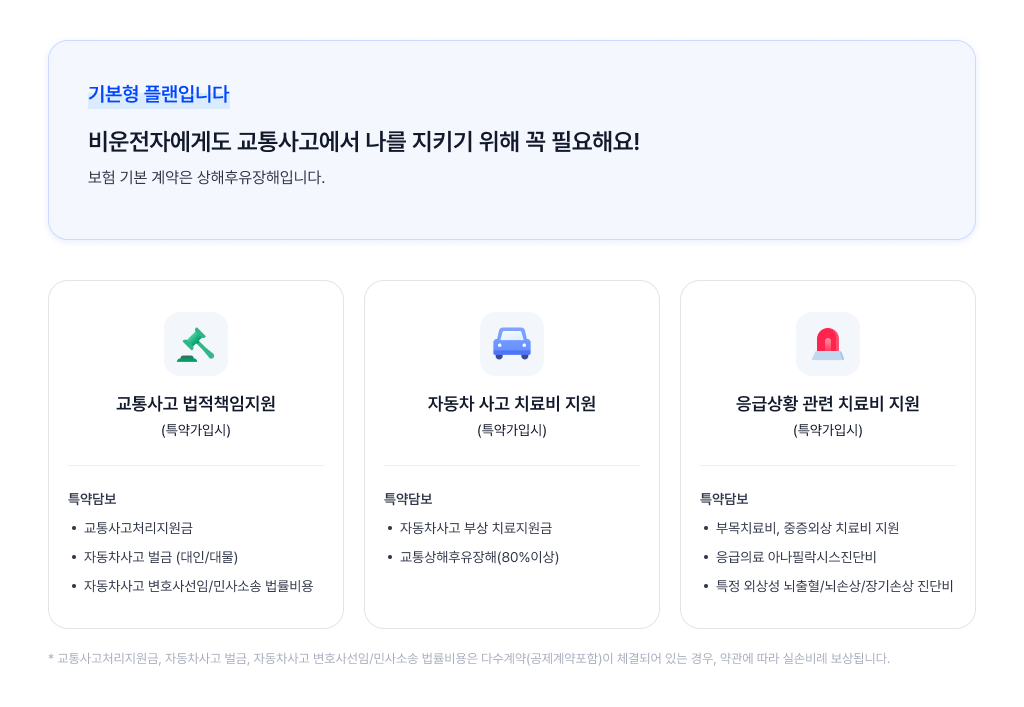 기본형 플랜입니다
비운전자에게도 교통사고에서 나를 지키기 위해 꼭 필요해요!
보험 기본 계약은 상해후유장해입니다.
교통사고 법적책임지원
(특약가입시)
특약담보
• 교통사고처리지원금
• 자동차사고 벌금 (대인/대물)
• 자동차사고 변호사선임/민사소송 법률비용
자동차 사고 치료비 지원
(특약가입시)
특약담보
• 자동차사고 부상 치료지원금
• 교통상해후유장해(80%이상)
응급상황 관련 치료비 지원
(특약가입시)
특약담보
• 부목치료비, 중증외상 치료비 지원
• 응급의료 아나필락시스진단비
• 특정 외상성 뇌출혈/뇌손상/장기손상 진단비
* 교통사고처리지원금, 자동차사고 벌금, 자동차사고 변호사선임/민사소송 법률비용은 다수계약(공제계약포함)이 체결되어 있는 경우, 약관에 따라 실손비례 보상됩니다.